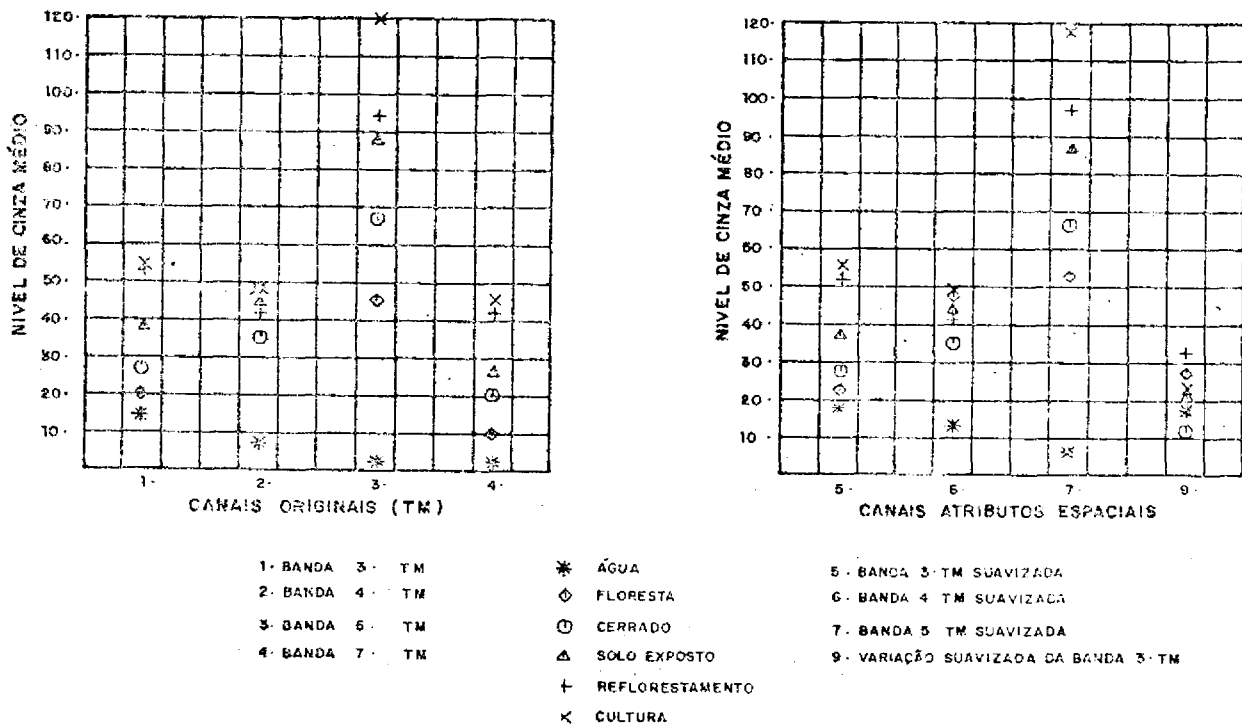 NIVEL DE CINZA MÉDIO
120
110
100
90
80
70
60
50
40
30
20
10
1
2
3
4
CANAIS ORIGINAIS (TM)
NIVEL DE CINZA MÉDIO
120
110
100
90
80
70
60
50
40
30
20
10
5
6
7
9
CANAIS ATRIBUTOS ESPACIAIS
1. BANDA 3. TM
2. BANDA 4. TM
3. BANDA 5. TM
4. BANDA 7. TM
ÁGUA
FLORESTA
CERRADO
SOLO EXPOSTO
REFLORESTAMENTO
CULTURA
5. BANDA 3. TM SUAVIZADA
6. BANDA 4 TM SUAVIZADA
7. BANDA 5 TM SUAVIZADA
9. VARIAÇÃO SUAVIZADA DA BANDA 3. TM